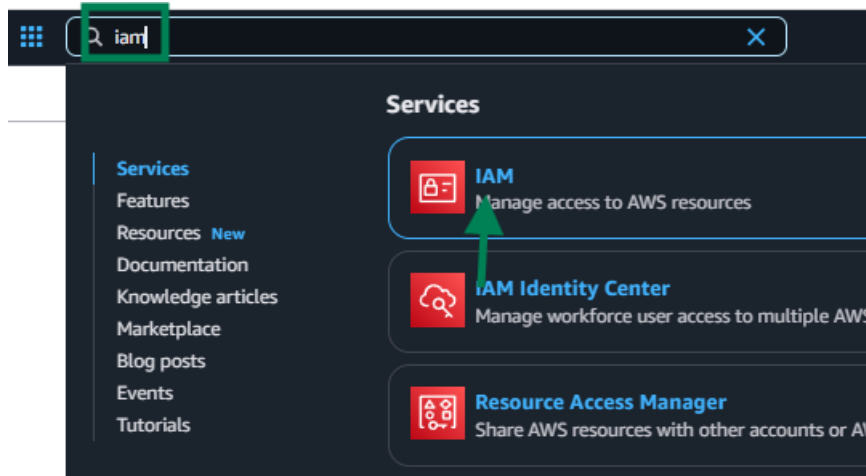 iam
Services
Services
Features
Resources New
Documentation
Knowledge articles
Marketplace
Blog posts
Events
Tutorials
IAM
Manage access to AWS resources
IAM Identity Center
Manage workforce user access to multiple AWS
Resource Access Manager
Share AWS resources with other accounts or